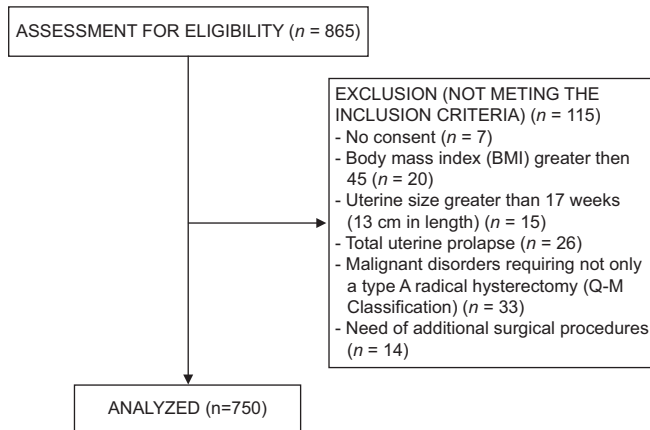 ASSESSMENT FOR ELIGIBILITY (n = 865)
EXCLUSION (NOT METING THE
INCLUSION CRITERIA) (n = 115)
- No consent (n = 7)
- Body mass index (BMI) greater then
45 (n = 20)
- Uterine size greater than 17 weeks
(13 cm in length) (n = 15)
- Total uterine prolapse (n = 26)
- Malignant disorders requiring not only
a type A radical hysterectomy (Q-M
Classification) (n = 33)
- Need of additional surgical procedures
(n = 14)
ANALYZED (n=750)